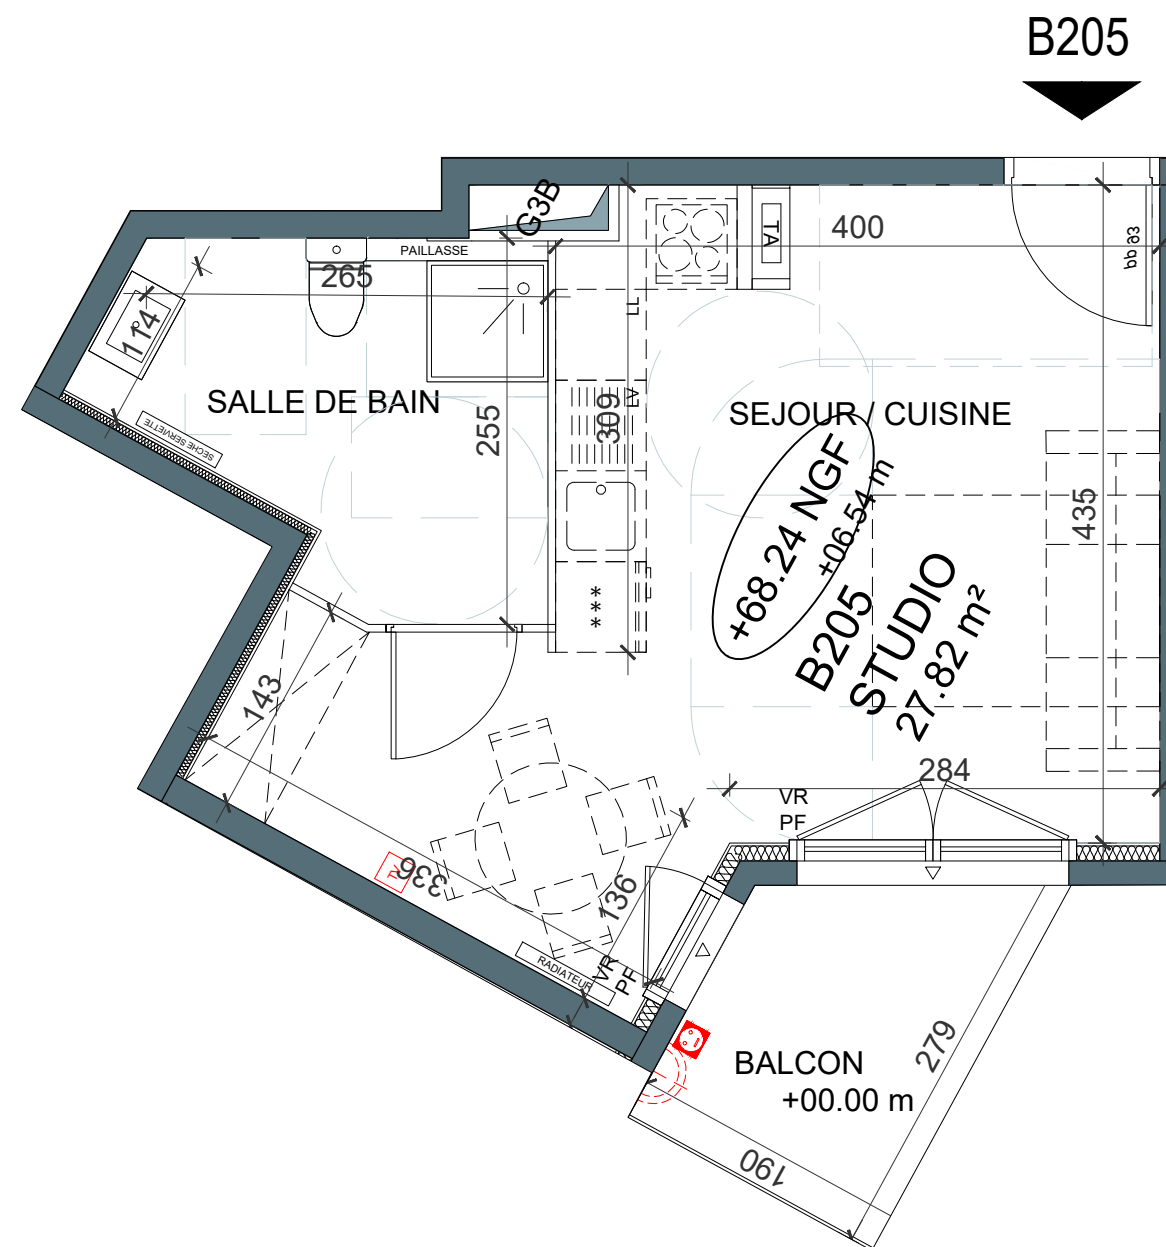 B205
G3B
PAILLASSE
TA
400
pp 93
265
LL
114
SALLE DE BAIN
LV
309
SEJOUR / CUISINE
255
SECHE SERVIETTE
+68.24 NGF
+06.54 m
435
B205
STUDIO
27.82 m²
***
143
284
VR
PF
336
136
RADIATEUR
VR
PF
BALCON
+00.00 m
279
190